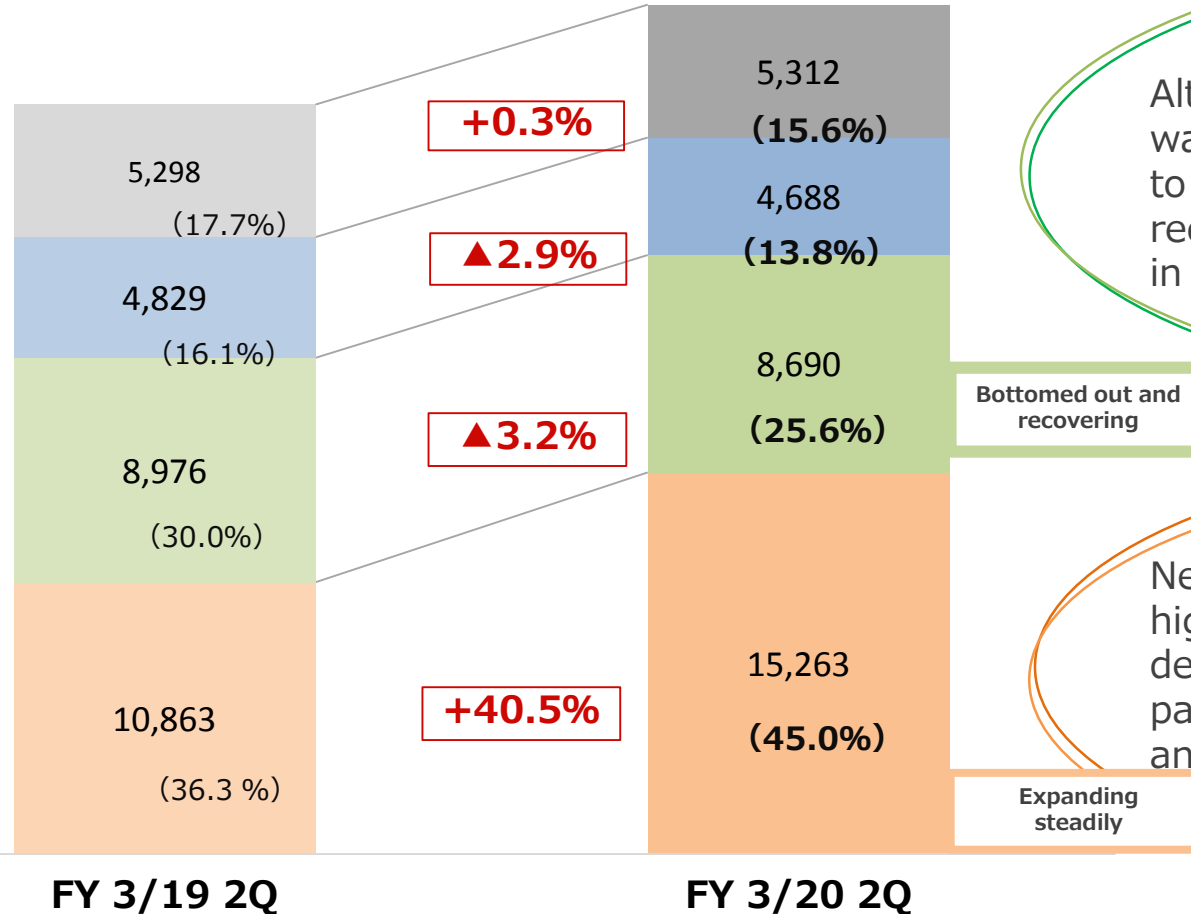 5,298
（17.7%）
4,829
（16.1%）
8,976
（30.0%）
10,863
（36.3 %）
FY 3/19 2Q
+0.3%
▲2.9%
▲3.2%
+40.5%
5,312
（15.6%）
4,688
（13.8%）
8,690
（25.6%）
15,263
（45.0%）
FY 3/20 2Q
to
in
Bottomed out and
recovering
Expanding
steadily